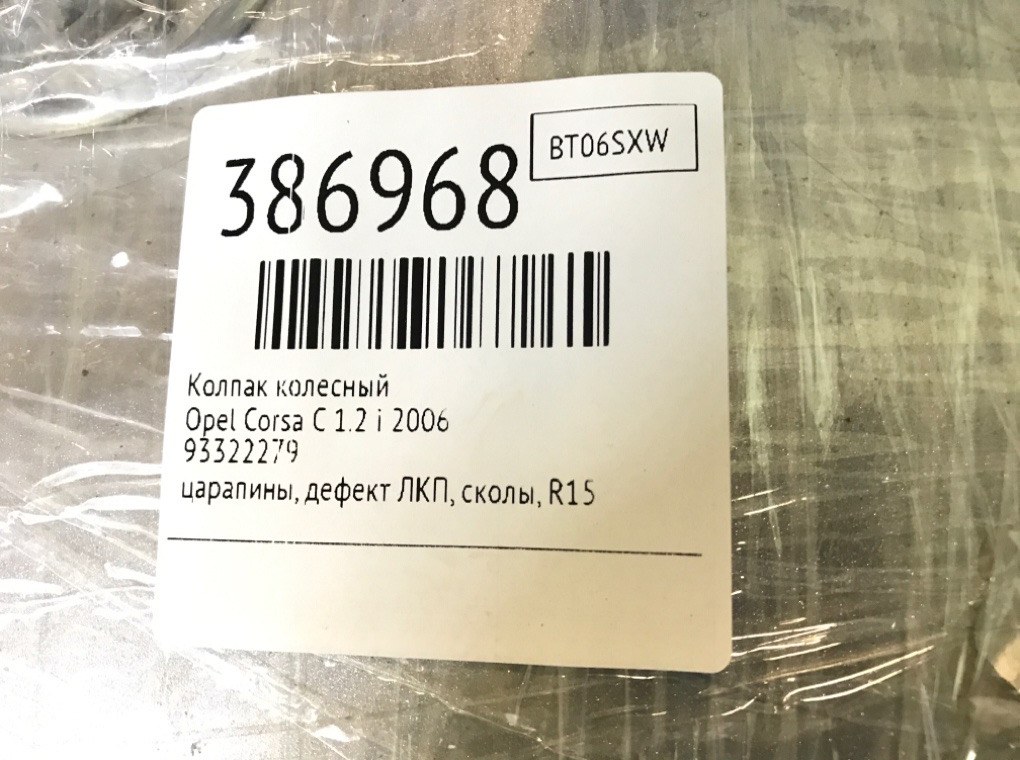 BT06SXW
386968
Колпак колесный
Opel Corsa C 1.2 i 2006
93322279
царапины, дефект ЛКП, сколы, R15